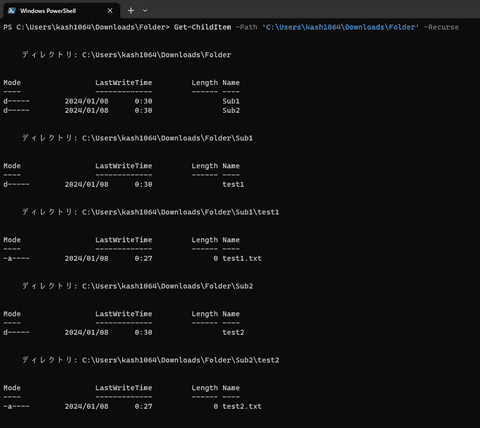 Windows PowerShell
PS C:\Users\kash1064\Downloads\Folder> Get-ChildItem -Path 'C:\Users\kash1064\Downloads\Folder' -Recurse
ディレクトリ: C:\Users\kash1064\Downloads\Folder
Mode LastWriteTime Length Name
---- ------------- ------ ----
d----- 2024/01/08 0:30 Sub1
d----- 2024/01/08 0:30 Sub2
ディレクトリ: C:\Users\kash1064\Downloads\Folder\Sub1
Mode LastWriteTime Length Name
---- ------------- ------ ----
d----- 2024/01/08 0:30 test1
ディレクトリ: C:\Users\kash1064\Downloads\Folder\Sub1\test1
Mode LastWriteTime Length Name
---- ------------- ------ ----
-a---- 2024/01/08 0:27 0 test1.txt
ディレクトリ: C:\Users\kash1064\Downloads\Folder\Sub2
Mode LastWriteTime Length Name
---- ------------- ------ ----
d----- 2024/01/08 0:30 test2
ディレクトリ: C:\Users\kash1064\Downloads\Folder\Sub2\test2
Mode LastWriteTime Length Name
---- ------------- ------ ----
-a---- 2024/01/08 0:27 0 test2.txt